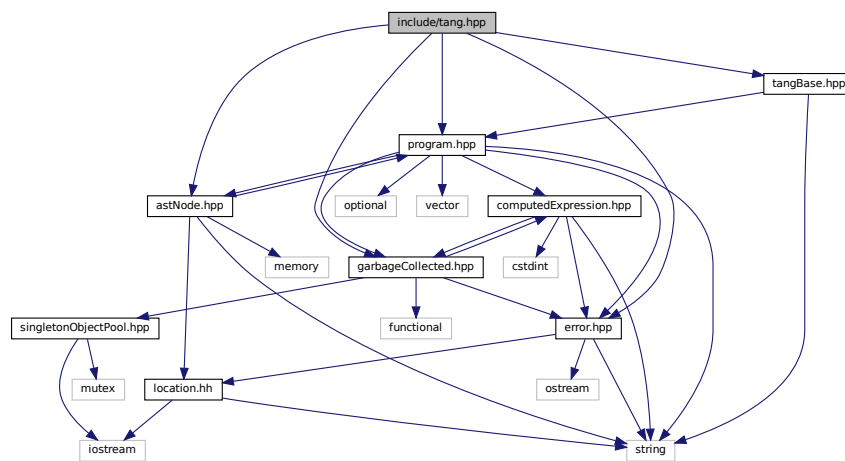 include/tang.hpp
tangBase.hpp
program.hpp
astNode.hpp
optional
vector
computedExpression.hpp
memory
garbageCollected.hpp
cstdint
singletonObjectPool.hpp
functional
error.hpp
mutex
location.hh
ostream
iostream
string